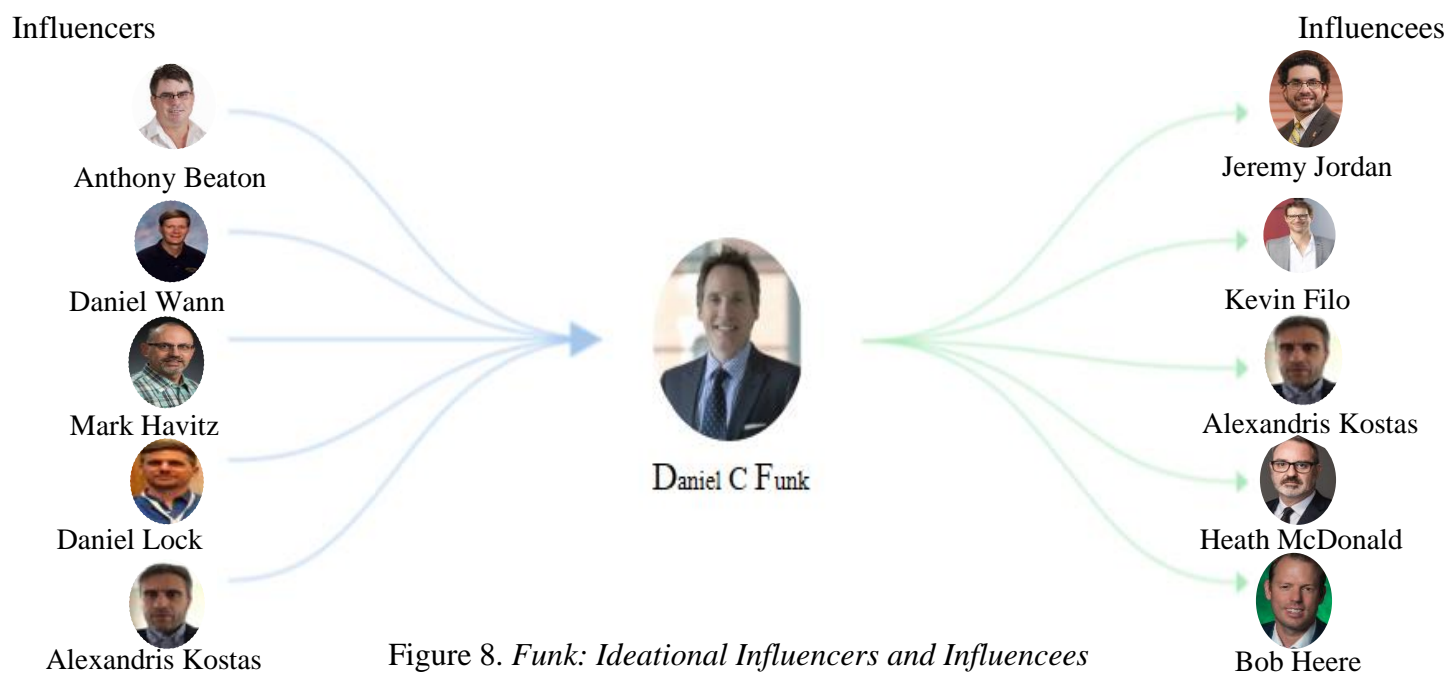 Influencers
Influencees
Anthony Beaton
Daniel Wann
Mark Havitz
Daniel Lock
Alexandris Kostas
Daniel C Funk
Jeremy Jordan
Kevin Filo
Alexandris Kostas
Heath McDonald
Bob Heere
Figure 8. Funk: Ideational Influencers and Influencees